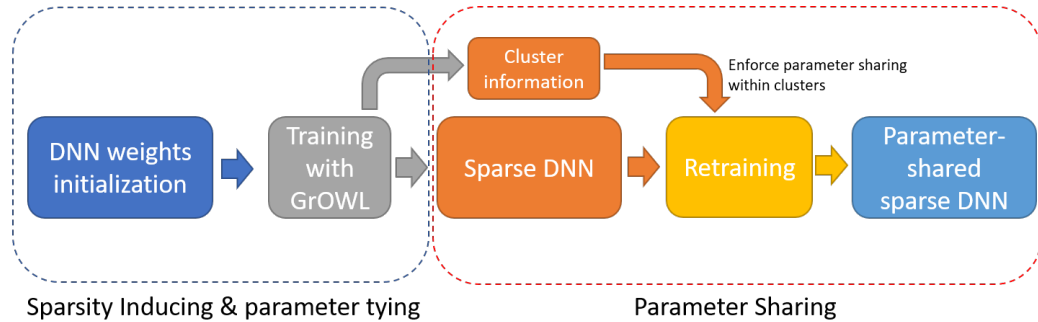 Cluster
information
Enforce parameter sharing
within clusters
DNN weights
initialization
Training
with
GrOWL
Sparse DNN
Retraining
Parameter-
shared
sparse DNN
Sparsity Inducing & parameter tying
Parameter Sharing